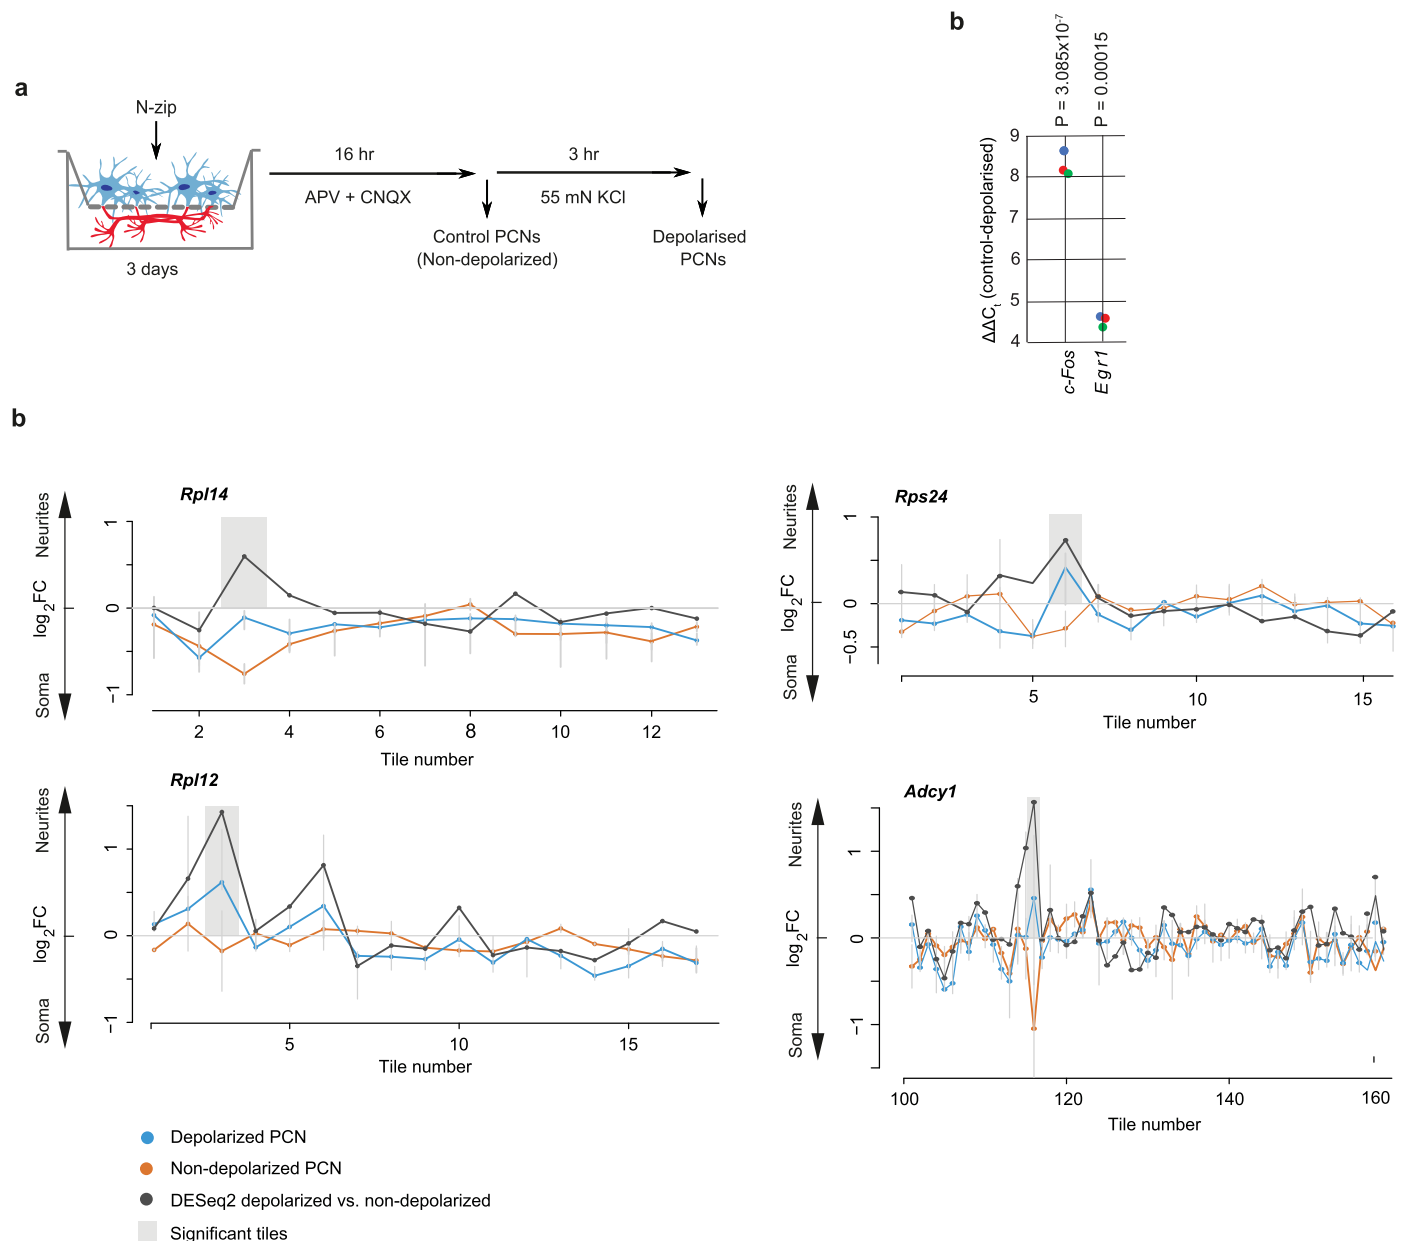 a
N-zip
3 days
16 hr
APV + CNQX
3 hr
55 mN KCl
Control PCNs
(Non-depolarized)
Depolarised
PCNs
b
P = 3.085x10-7
P = 0.00015
ΔΔCt (control-depolarised)
9
8
7
6
5
4
c-Fos
Egr1
b
Rpl14
Neurites
log2FC
Soma
1
0
−1
2
4
6
8
10
12
Tile number
Rps24
Neurites
log2FC
Soma
1
0
−0.5
5
10
15
Tile number
Rpl12
Neurites
log2FC
Soma
1
0
−1
5
10
15
Tile number
Adcy1
Neurites
log2FC
Soma
1
0
−1
100
120
140
160
Tile number
Depolarized PCN
Non-depolarized PCN
DESeq2 depolarized vs. non-depolarized
Significant tiles